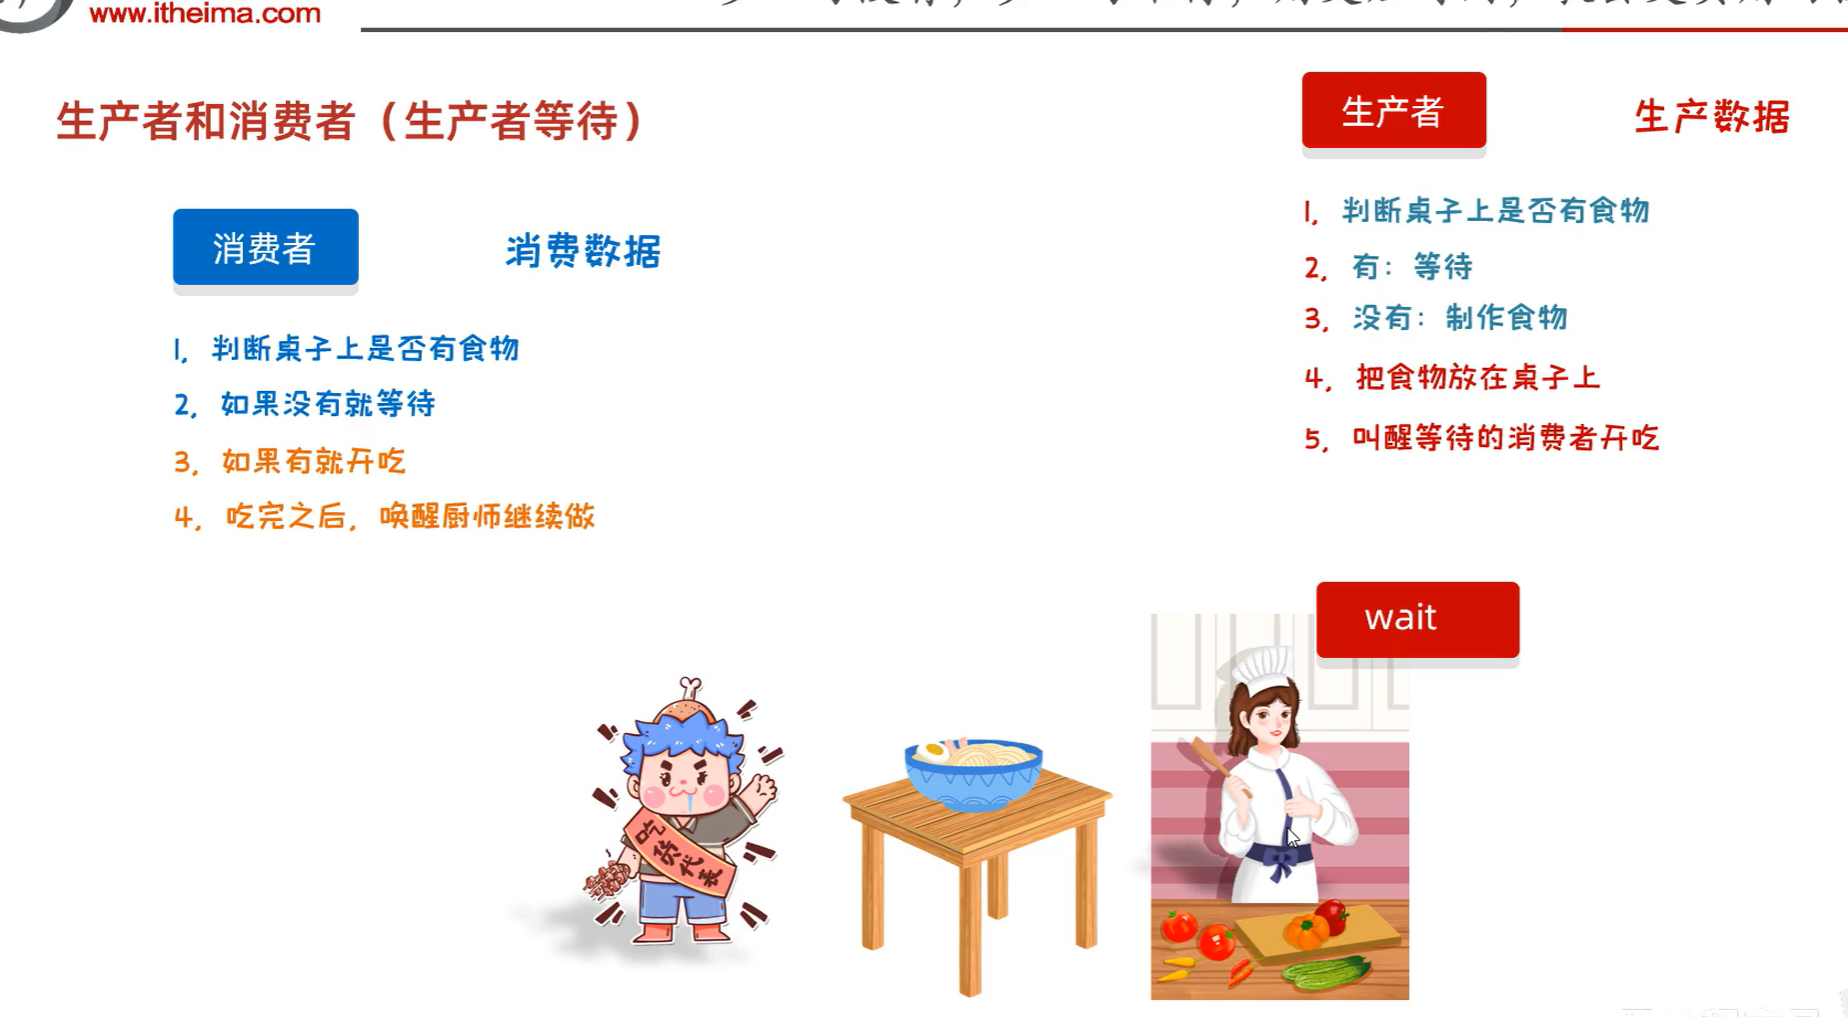 www.itheima.com
生产者和消费者（生产者等待）
消费者
消费数据
1, 判断桌子上是否有食物
2, 如果没有就等待
3, 如果有就开吃
4, 吃完之后, 唤醒厨师继续做
生产者
生产数据
1, 判断桌子上是否有食物
2, 有: 等待
3, 没有: 制作食物
4, 把食物放在桌子上
5, 叫醒等待的消费者开吃
wait
吃货代表